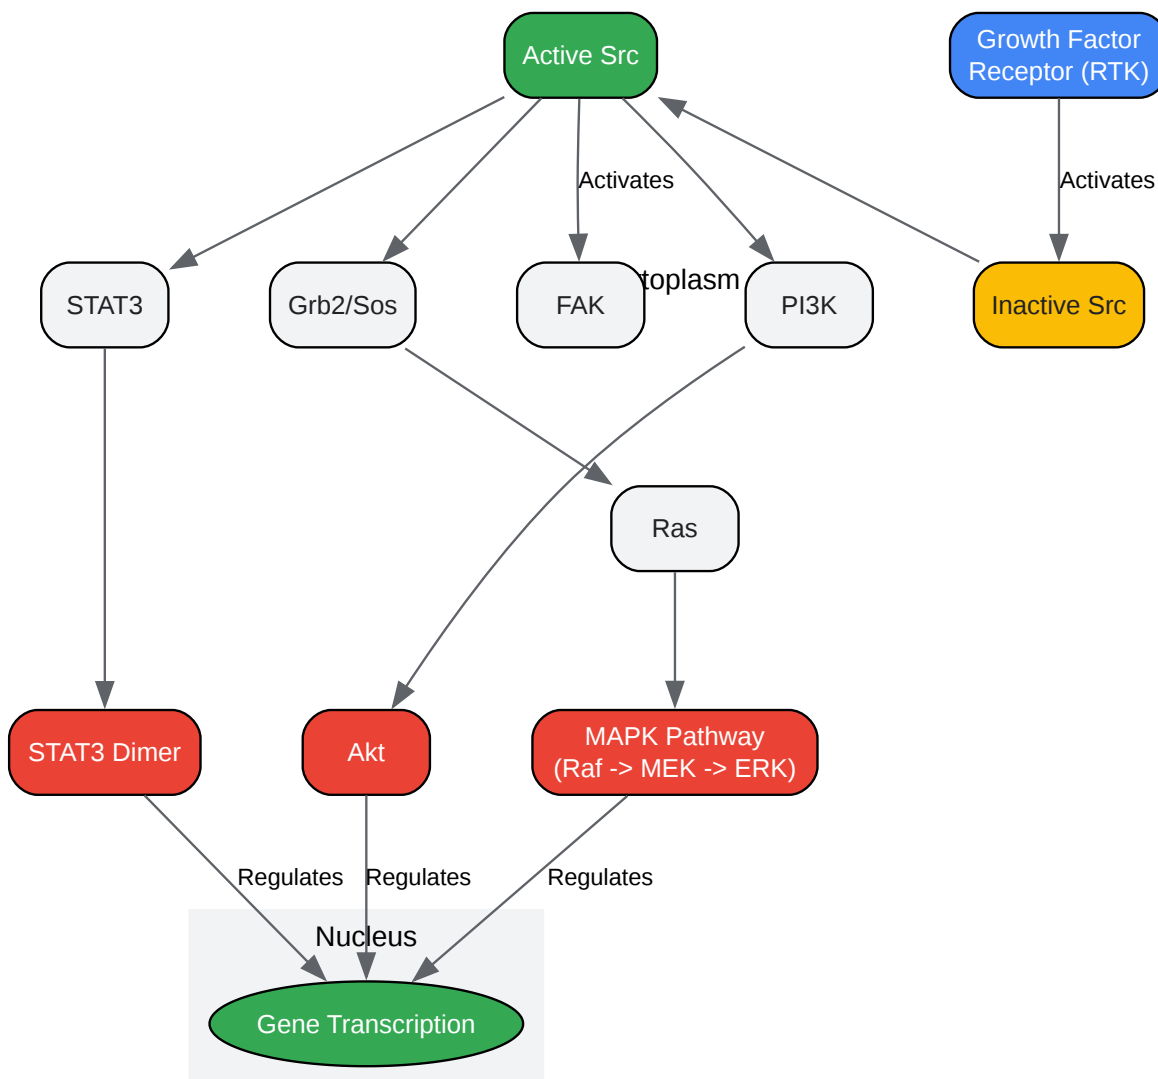 Active Src
Growth Factor
Receptor (RTK)
Activates
Activates
STAT3
Grb2/Sos
FAK
toplasm
PI3K
Inactive Src
Ras
STAT3 Dimer
Akt
MAPK Pathway
(Raf -> MEK -> ERK)
Regulates
Regulates
Regulates
Nucleus
Gene Transcription